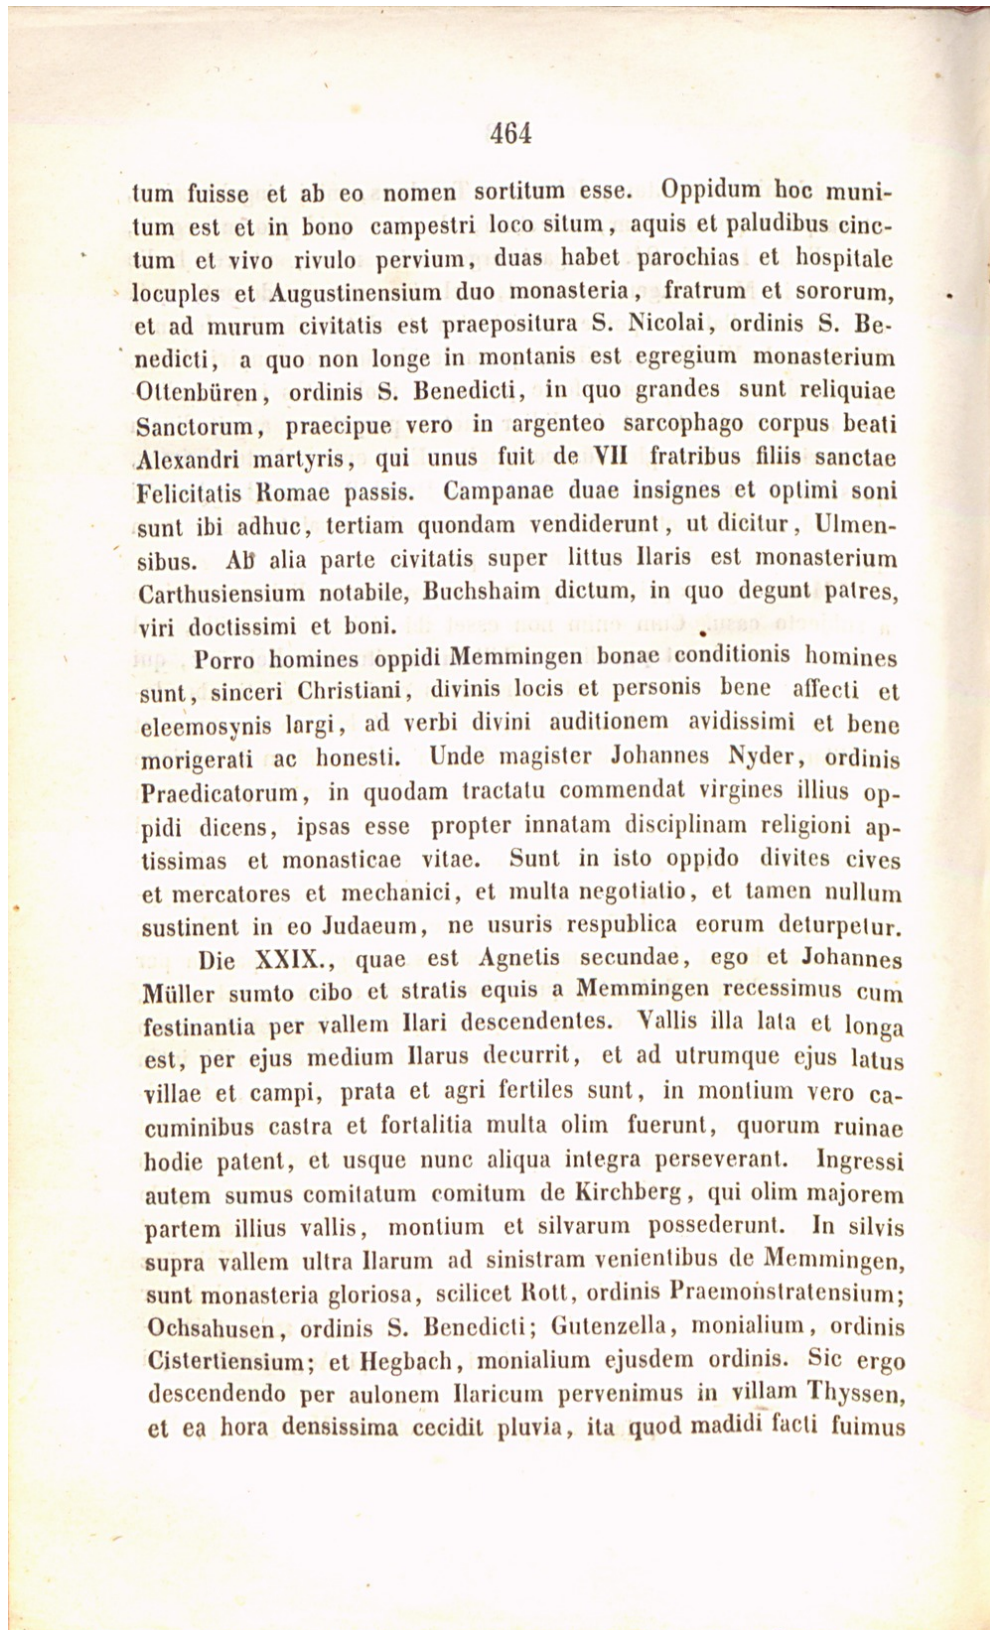 464
tum fuisse et ab eo nomen sortitum esse. Oppidum hoc muni-
tum est et in bono campestri loco situm, aquis et paludibus cinc-
tum et vivo rivulo pervium, duas habet parochias et hospitale
locuples et Augustinensium duo monasteria, fratrum et sororum,
et ad murum civitatis est praepositura S. Nicolai, ordinis S. Be-
nedicti, a quo non longe in montanis est egregium monasterium
Ottenbüren, ordinis S. Benedicti, in quo grandes sunt reliquiae
Sanctorum, praecipue vero in argenteo sarcophago corpus beati
Alexandri martyris, qui unus fuit de VII fratribus filiis sanctae
Felicitatis Romae passis. Campanae duae insignes et optimi soni
sunt ibi adhuc, tertiam quondam vendiderunt, ut dicitur, Ulmen-
sibus. Ab alia parte civitatis super littus Ilaris est monasterium
Carthusiensium notabile, Buchshaim dictum, in quo degunt patres,
viri doctissimi et boni.
Porro homines oppidi Memmingen bonae conditionis homines
sunt, sinceri Christiani, divinis locis et personis bene affecti et
eleemosynis largi, ad verbi divini auditionem avidissimi et bene
morigerati ac honesti. Unde magister Johannes Nyder, ordinis
Praedicatorum, in quodam tractatu commendat virgines illius op-
pidi dicens, ipsas esse propter innatam disciplinam religioni ap-
tissimas et monasticae vitae. Sunt in isto oppido divites cives
et mercatores et mechanici, et multa negotiatio, et tamen nullum
sustinent in eo Judaeum, ne usuris respublica eorum deturpetur.
Die XXIX., quae est Agnetis secundae, ego et Johannes
Müller sumto cibo et stratis equis a Memmingen recessimus cum
festinantia per vallem Ilari descendentes. Vallis illa lata et longa
est, per ejus medium Ilarus decurrit, et ad utrumque ejus latus
villae et campi, prata et agri fertiles sunt, in montium vero ca-
cuminibus castra et fortalitia multa olim fuerunt, quorum ruinae
hodie patent, et usque nunc aliqua integra perseverant. Ingressi
autem sumus comitatum comitum de Kirchberg, qui olim majorem
partem illius vallis, montium et silvarum possederunt. In silvis
supra vallem ultra Ilarum ad sinistram venientibus de Memmingen,
sunt monasteria gloriosa, scilicet Rott, ordinis Praemonstratensium;
Ochsahusen, ordinis S. Benedicti; Gutenzella, monialium, ordinis
Cistertiensium; et Hegbach, monialium ejusdem ordinis. Sic ergo
descendendo per aulonem Ilaricum pervenimus in villam Thyssen,
et ea hora densissima cecidit pluvia, ita quod madidi facti fuimus